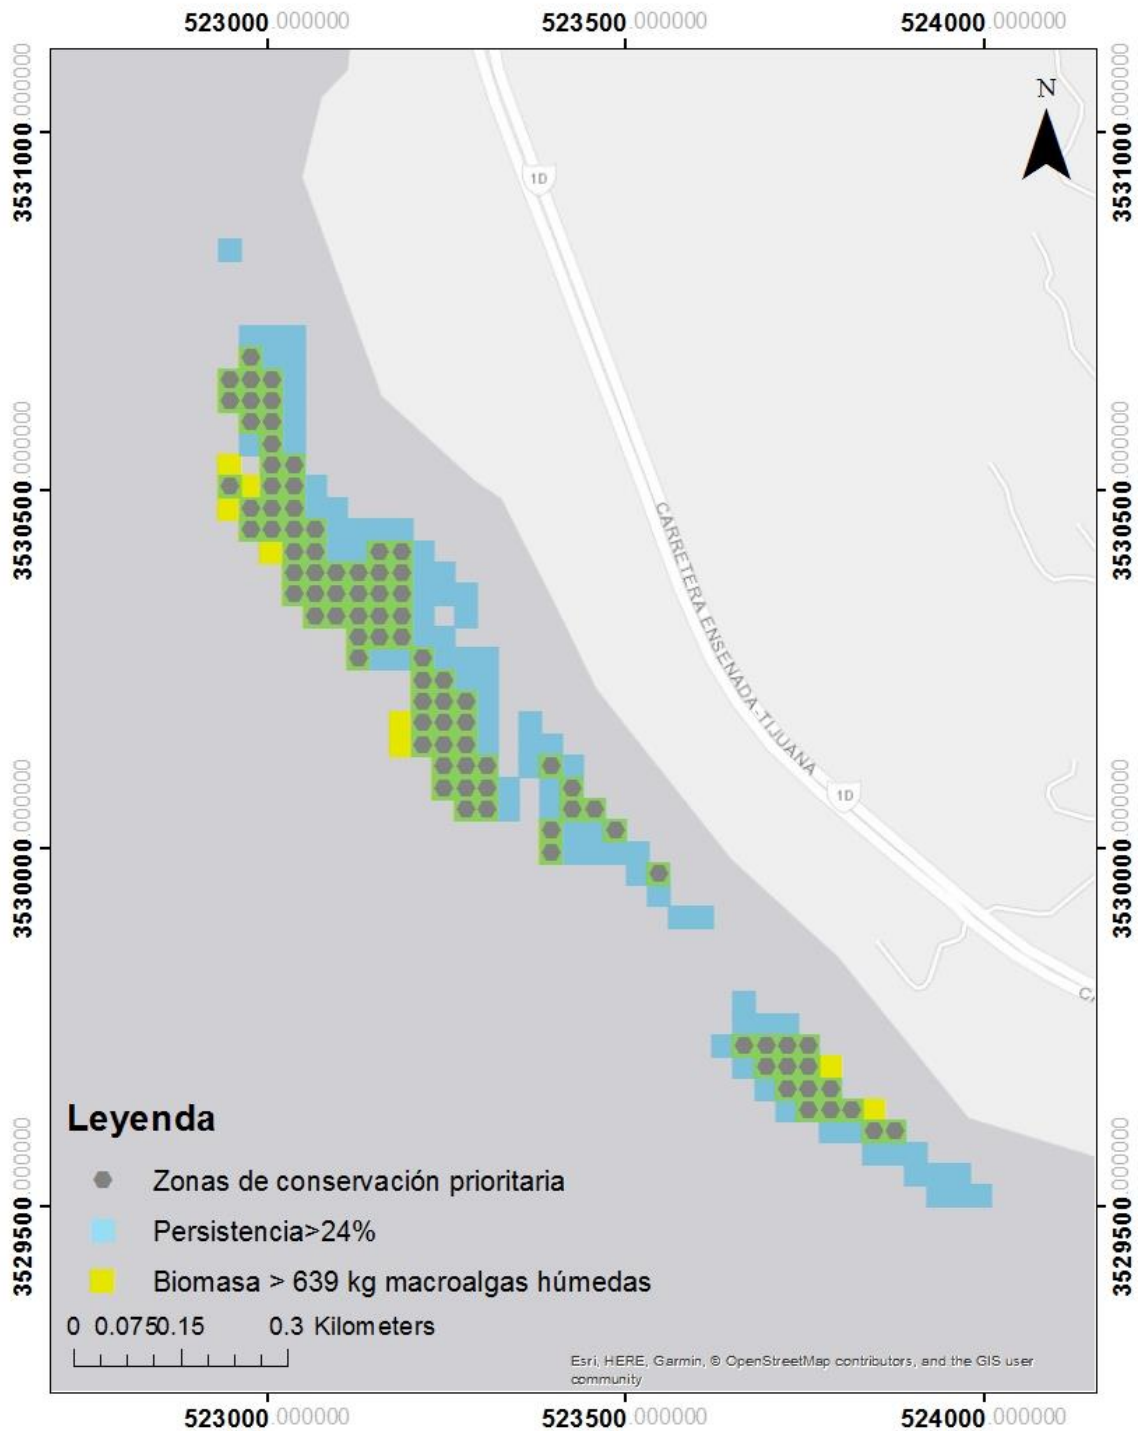 523000.000000 523500.000000 524000.000000
3531000.000000
3531000.000000
N
1D
3530500.000000
3530500.000000
CARRETERA ENSENADA-TIJUANA
1D
3530000.000000
3530000.000000
C
Leyenda
Zonas de conservación prioritaria
Persistencia>24%
Biomasa > 639 kg macroalgas húmedas
3529500.000000
3529500.000000
0 0.075 0.15 0.3 Kilometers
Esri, HERE, Garmin, © OpenStreetMap contributors, and the GIS user
community
523000.000000 523500.000000 524000.000000